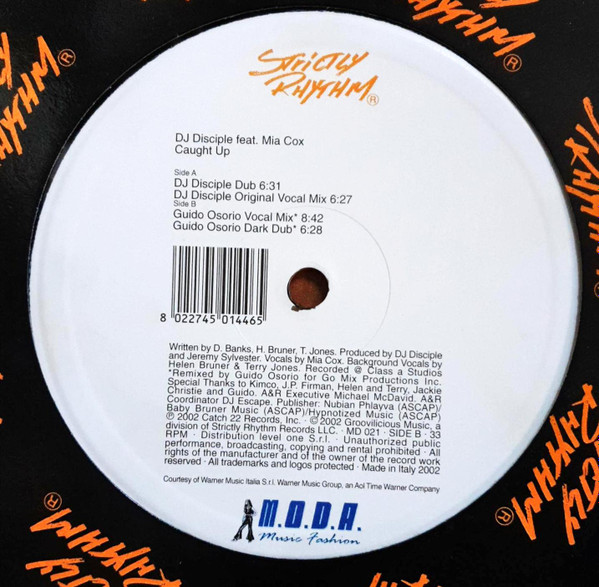 STRICTLY
RHYTHM®
DJ Disciple feat. Mia Cox
Caught Up
Side A
DJ Disciple Dub 6:31
DJ Disciple Original Vocal Mix 6:27
Side B
Guido Osorio Vocal Mix* 8:42
Guido Osorio Dark Dub* 6:28
8 022745 014465
Written by D. Banks, H. Bruner, T. Jones. Produced by DJ Disciple
and Jeremy Sylvester. Vocals by Mia Cox. Background Vocals by
Helen Bruner & Terry Jones. Recorded @ Class a Studios
*Remixed by Guido Osorio for Go Mix Productions Inc.
Special Thanks to Kimco, J.P. Firman, Helen and Terry, Jackie
Christie and Guido. A&R Executive Michael McDavid. A&R
Coordinator DJ Escape. Publisher: Nubian Phlayva (ASCAP)/
Baby Bruner Music (ASCAP)/Hypnotized Music (ASCAP)
℗ 2002 Catch 22 Records, Inc. · © 2002 Groovilicious Music, a
division of Strictly Rhythm Records LLC. · MD 021 · SIDE B · 33
RPM · Distribution level one S.r.l. · Unauthorized public
performance, broadcasting, copying and rental prohibited · All
rights of the manufacturer and of the owner of the record work
reserved · All trademarks and logos protected · Made in Italy 2002
Courtesy of Warner Music Italia S.r.l. Warner Music Group, an Aol Time Warner Company
M.O.D.A.
Music Fashion
RHYTHM®
RHYTHM®
STRICTLY
RHYTHM®
RHYTHM®
RHYTHM®